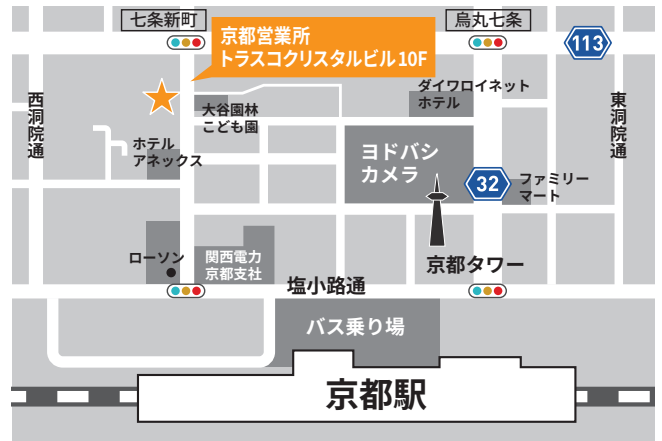 七条新町
烏丸七条
京都営業所
トラスコクリスタルビル10F
113
ダイワロイネット
ホテル
西洞院通
東洞院通
大谷園林
こども園
ホテル
アネックス
ヨドバシ
カメラ
32
ファミリー
マート
ローソン
関西電力
京都支社
京都タワー
塩小路通
バス乗り場
京都駅